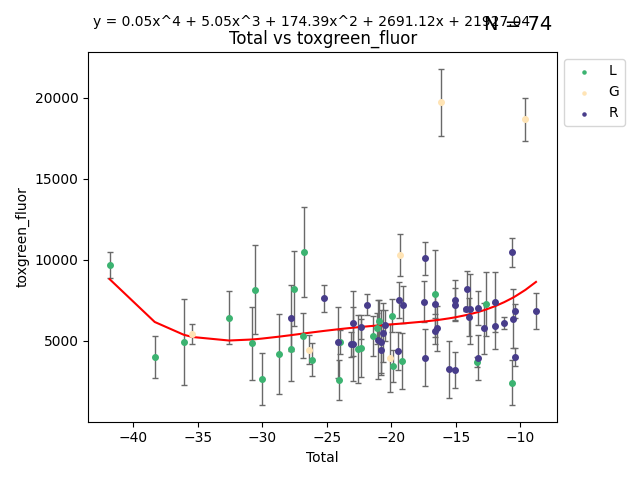 y = 0.05x^4 + 5.05x^3 + 174.39x^2 + 2691.12x + 21927.04
N = 74
Total vs toxgreen_fluor
20000
15000
10000
5000
toxgreen_fluor
−40 −35 −30 −25 −20 −15 −10
Total
L
G
R